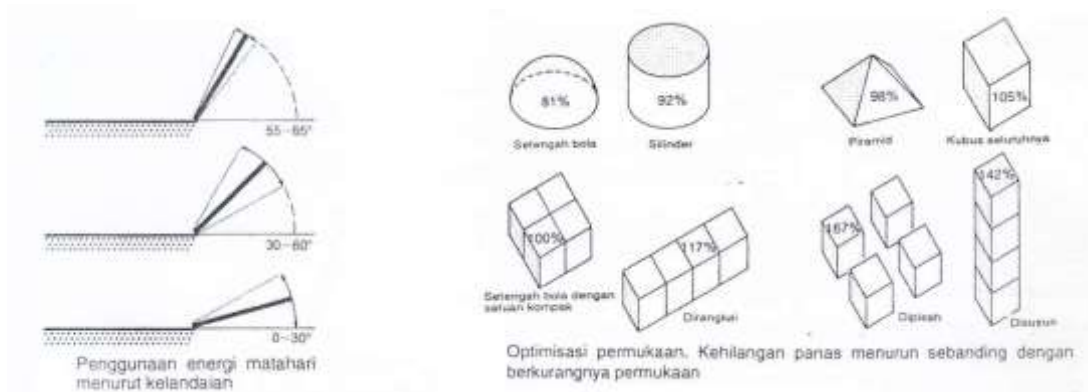 55-65°
30-60°
0-30°
Penggunaan energi matahari
menurut kelandaian
81%
92%
98%
105%
Setengah bola
Silinder
Piramid
Kubus seluruhnya
100%
117%
167%
142%
Setengah bola dengan
satuan kompak
Dirangkai
Dipisah
Disusun
Optimisasi permukaan. Kehilangan panas menurun sebanding dengan
berkurangnya permukaan